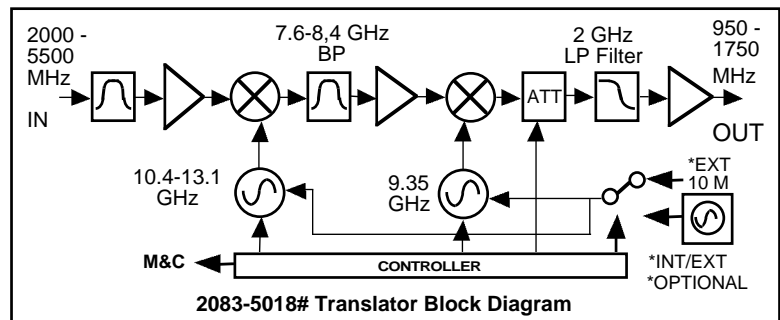 2000 -
5500
MHz
IN
7.6-8,4 GHz
BP
2 GHz
LP Filter
950 -
1750
MHz
OUT
ATT
10.4-13.1
GHz
9.35
GHz
*EXT
10 M
*INT/EXT
*OPTIONAL
M&C
CONTROLLER
2083-5018# Translator Block Diagram